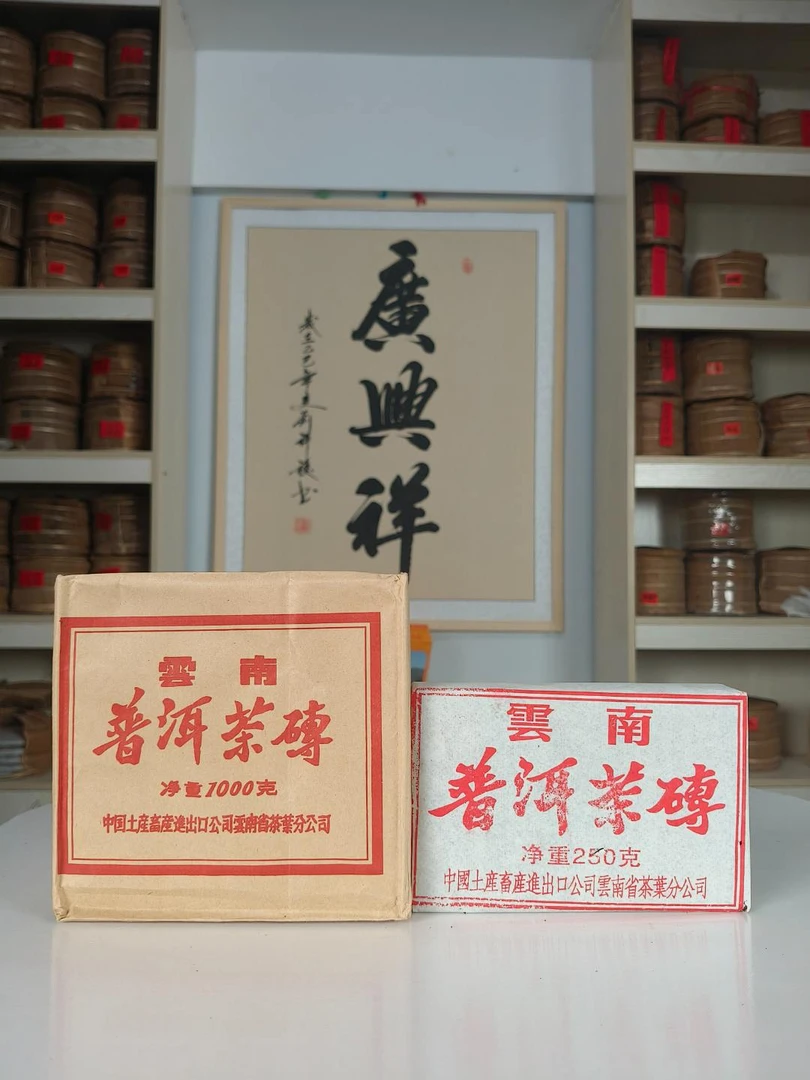 廣興祥
雲南
普洱茶磚
净重1000克
中国土産畜産進出口公司雲南省茶葉分公司
雲南
普洱茶磚
净重250克
中國土産畜産進出口公司雲南省茶葉分公司